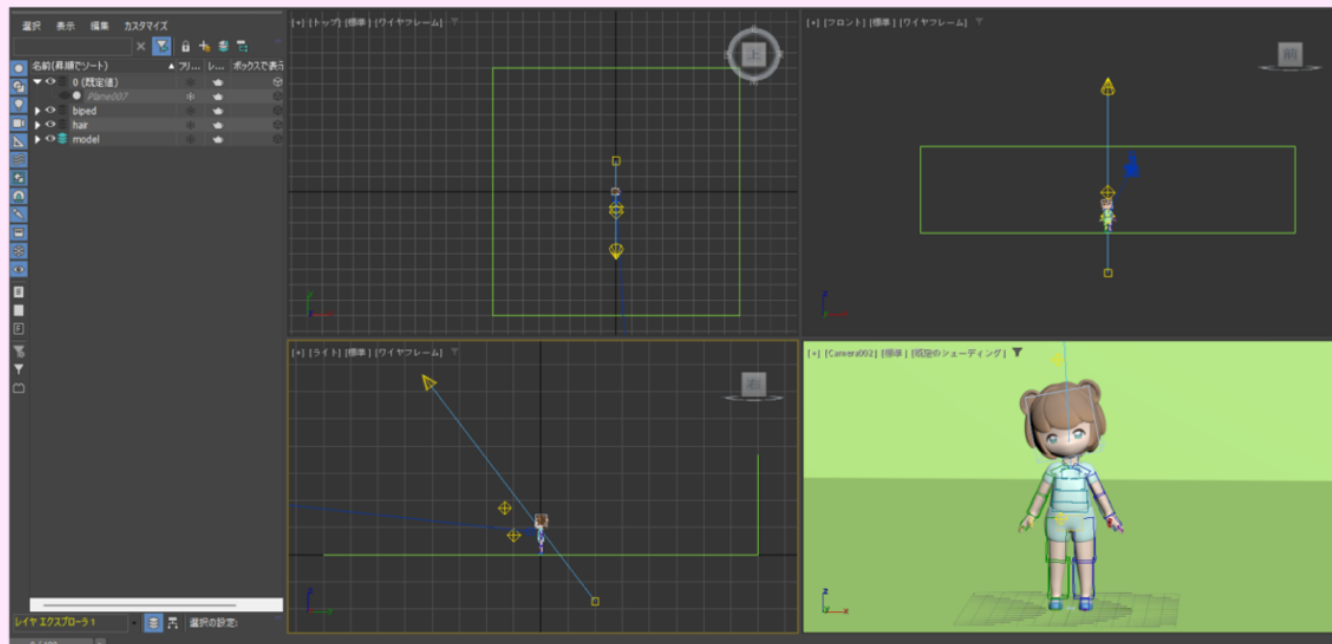 選択 表示 編集 カスタマイズ
名前(昇順でソート) ▲ フリ... レ... ボックスで表示
0 (既定値)
Plane007
biped
hair
model
レイヤ エクスプローラ 1 選択の設定:
0 / 100
[+] [トップ] [標準] [ワイヤフレーム]
上
[+] [フロント] [標準] [ワイヤフレーム]
前
[+] [ライト] [標準] [ワイヤフレーム]
右
[+] [Camera002] [標準] [既定のシェーディング]